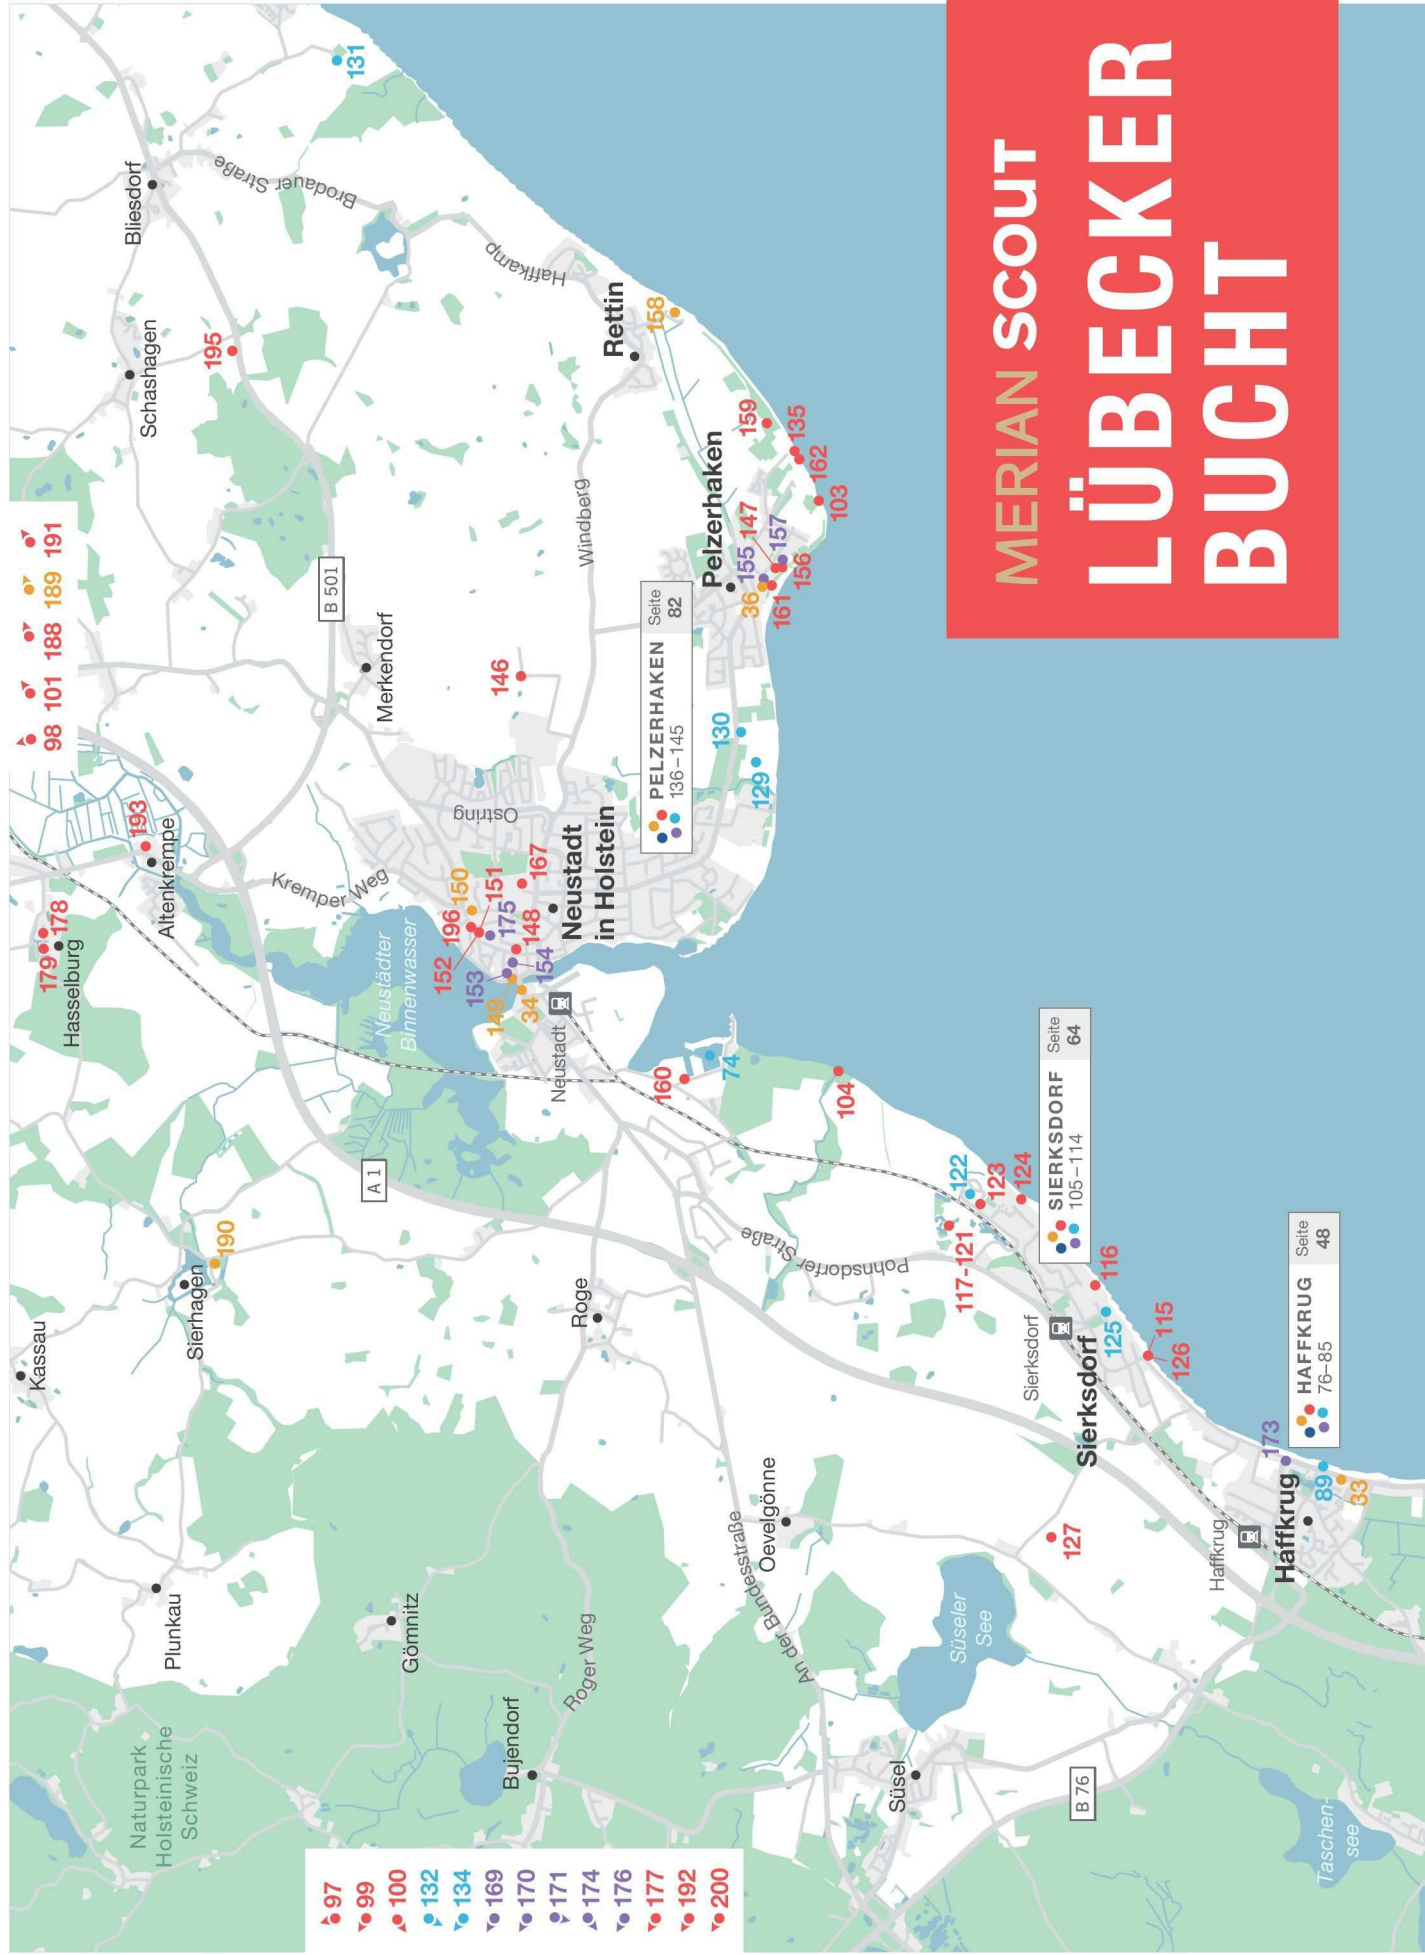 MERIAN SCOUT
LÜBECKER
BUCHT
97
99
100
132
134
169
170
171
174
176
177
192
200
98
101
188
189
191
Naturpark
Holsteinische
Schweiz
Plunkau
Kassau
Sierhagen
190
Hasselburg
179
178
Altenkrempe
193
Schashagen
195
Bliesdorf
Brodauer Straße
131
Gömnitz
A 1
Neustädter
Binnenwasser
Kremper Weg
Merkendorf
B 501
Haffkamp
Bujendorf
Roger Weg
Roge
Neustadt
Neustadt
in Holstein
Ostring
152
196
150
151
175
167
148
153
154
149
34
146
Windberg
Rettin
158
PELZERHAKEN
136–145
Seite
82
Pelzerhaken
155
147
157
36
161
156
159
135
162
103
130
129
160
74
104
An der Bundesstraße
Oevelgönne
Pohnsdorfer Straße
Süsel
Süseler
See
117-121
122
123
124
Sierksdorf
Sierksdorf
SIERKSDORF
105–114
Seite
64
116
125
115
126
127
B 76
Haffkrug
Haffkrug
173
HAFFKRUG
76–85
Seite
48
89
33
Taschen-
see